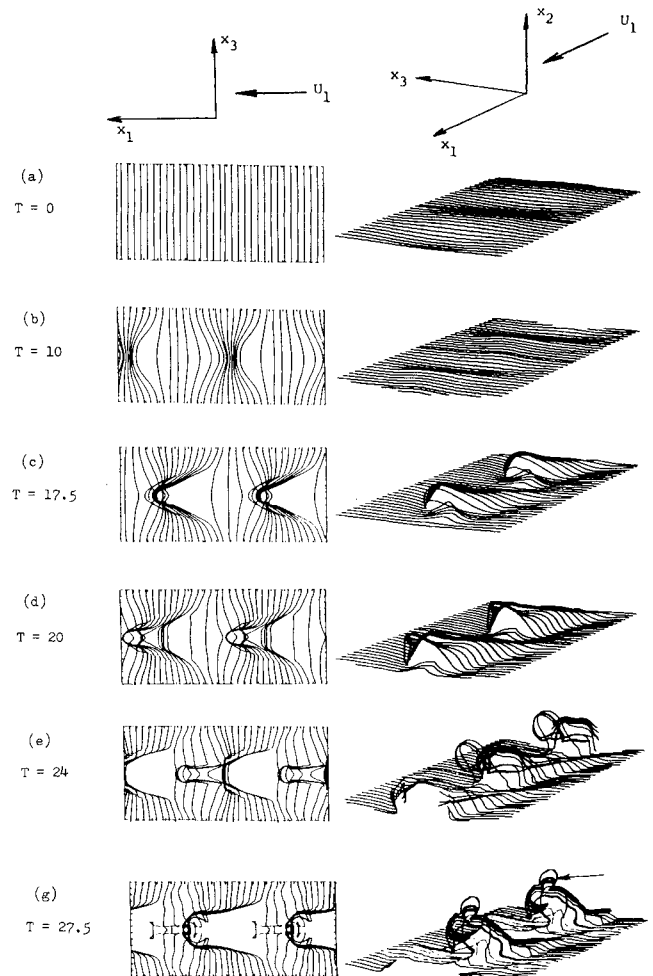 x3
U1
x1
x2
U1
x3
x1
(a)
T = 0
(b)
T = 10
(c)
T = 17.5
(d)
T = 20
(e)
T = 24
(g)
T = 27.5